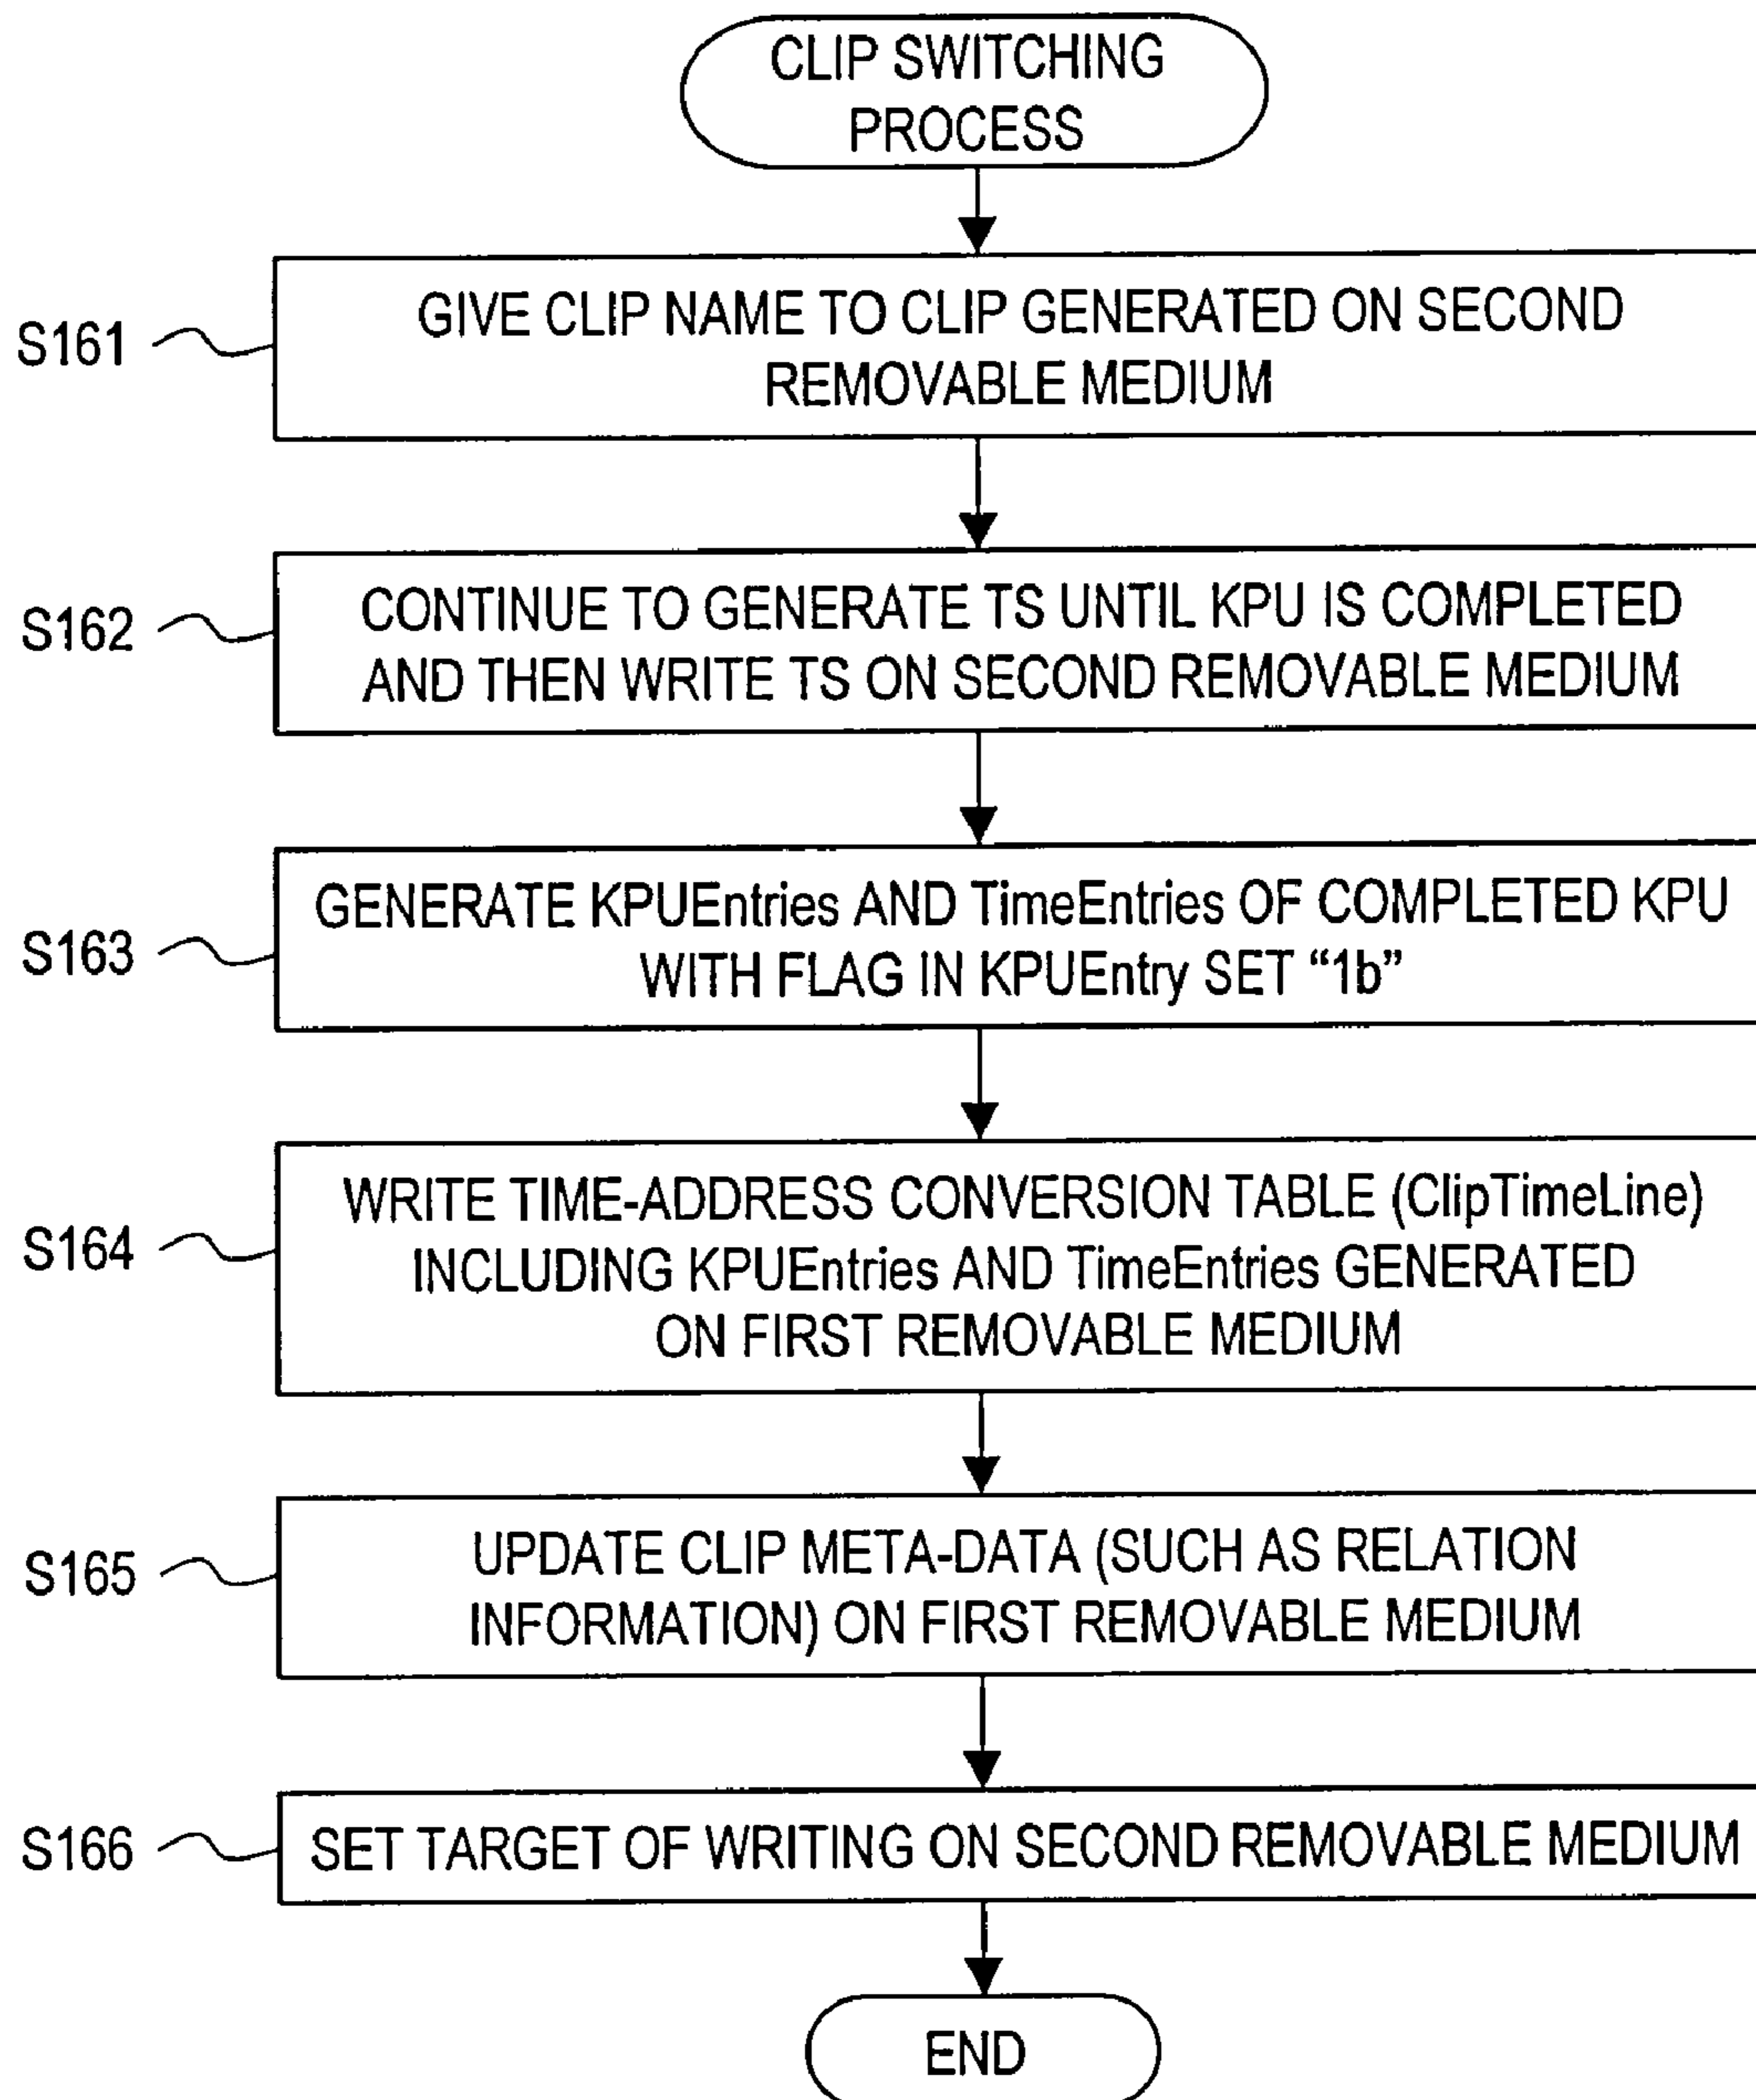 CLIP SWITCHING
PROCESS
S161
GIVE CLIP NAME TO CLIP GENERATED ON SECOND
REMOVABLE MEDIUM
S162
CONTINUE TO GENERATE TS UNTIL KPU IS COMPLETED
AND THEN WRITE TS ON SECOND REMOVABLE MEDIUM
S163
GENERATE KPUEntries AND TimeEntries OF COMPLETED KPU
WITH FLAG IN KPUEntry SET “1b”
S164
WRITE TIME-ADDRESS CONVERSION TABLE (ClipTimeLine)
INCLUDING KPUEntries AND TimeEntries GENERATED
ON FIRST REMOVABLE MEDIUM
S165
UPDATE CLIP META-DATA (SUCH AS RELATION
INFORMATION) ON FIRST REMOVABLE MEDIUM
S166
SET TARGET OF WRITING ON SECOND REMOVABLE MEDIUM
END